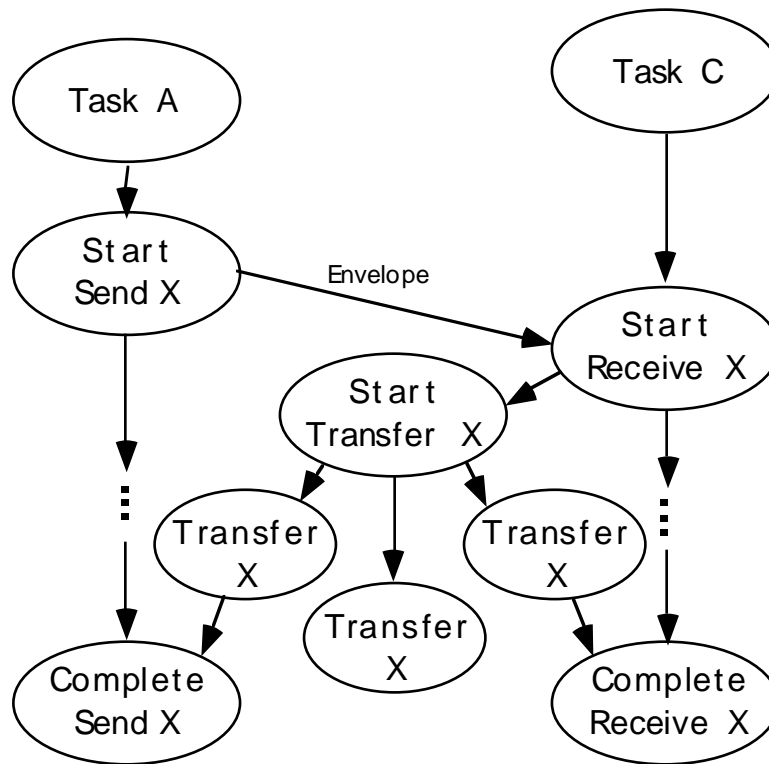 Task A
Task C
Start
Send X
Envelope
Start
Receive X
Start
Transfer X
Transfer
X
Transfer
X
Transfer
X
Complete
Send X
Complete
Receive X